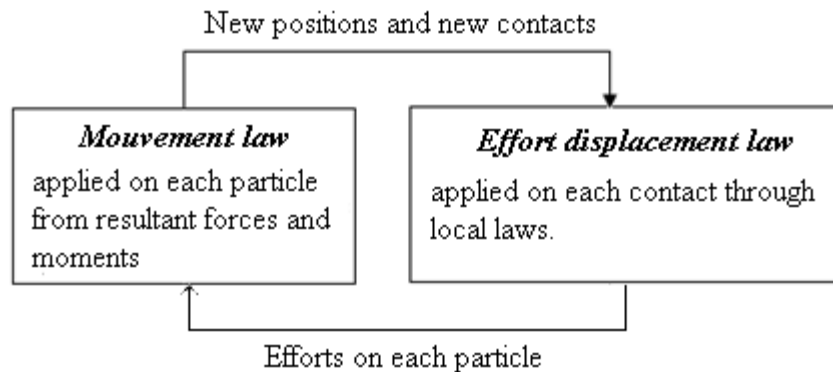 New positions and new contacts
Mouvement law
applied on each particle
from resultant forces and
moments
Effort displacement law
applied on each contact through
local laws.
Efforts on each particle